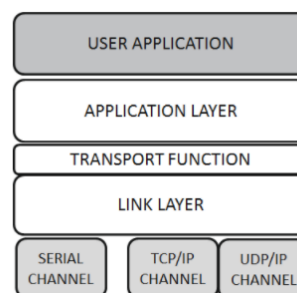 USER APPLICATION
APPLICATION LAYER
TRANSPORT FUNCTION
LINK LAYER
SERIAL
CHANNEL
TCP/IP
CHANNEL
UDP/IP
CHANNEL